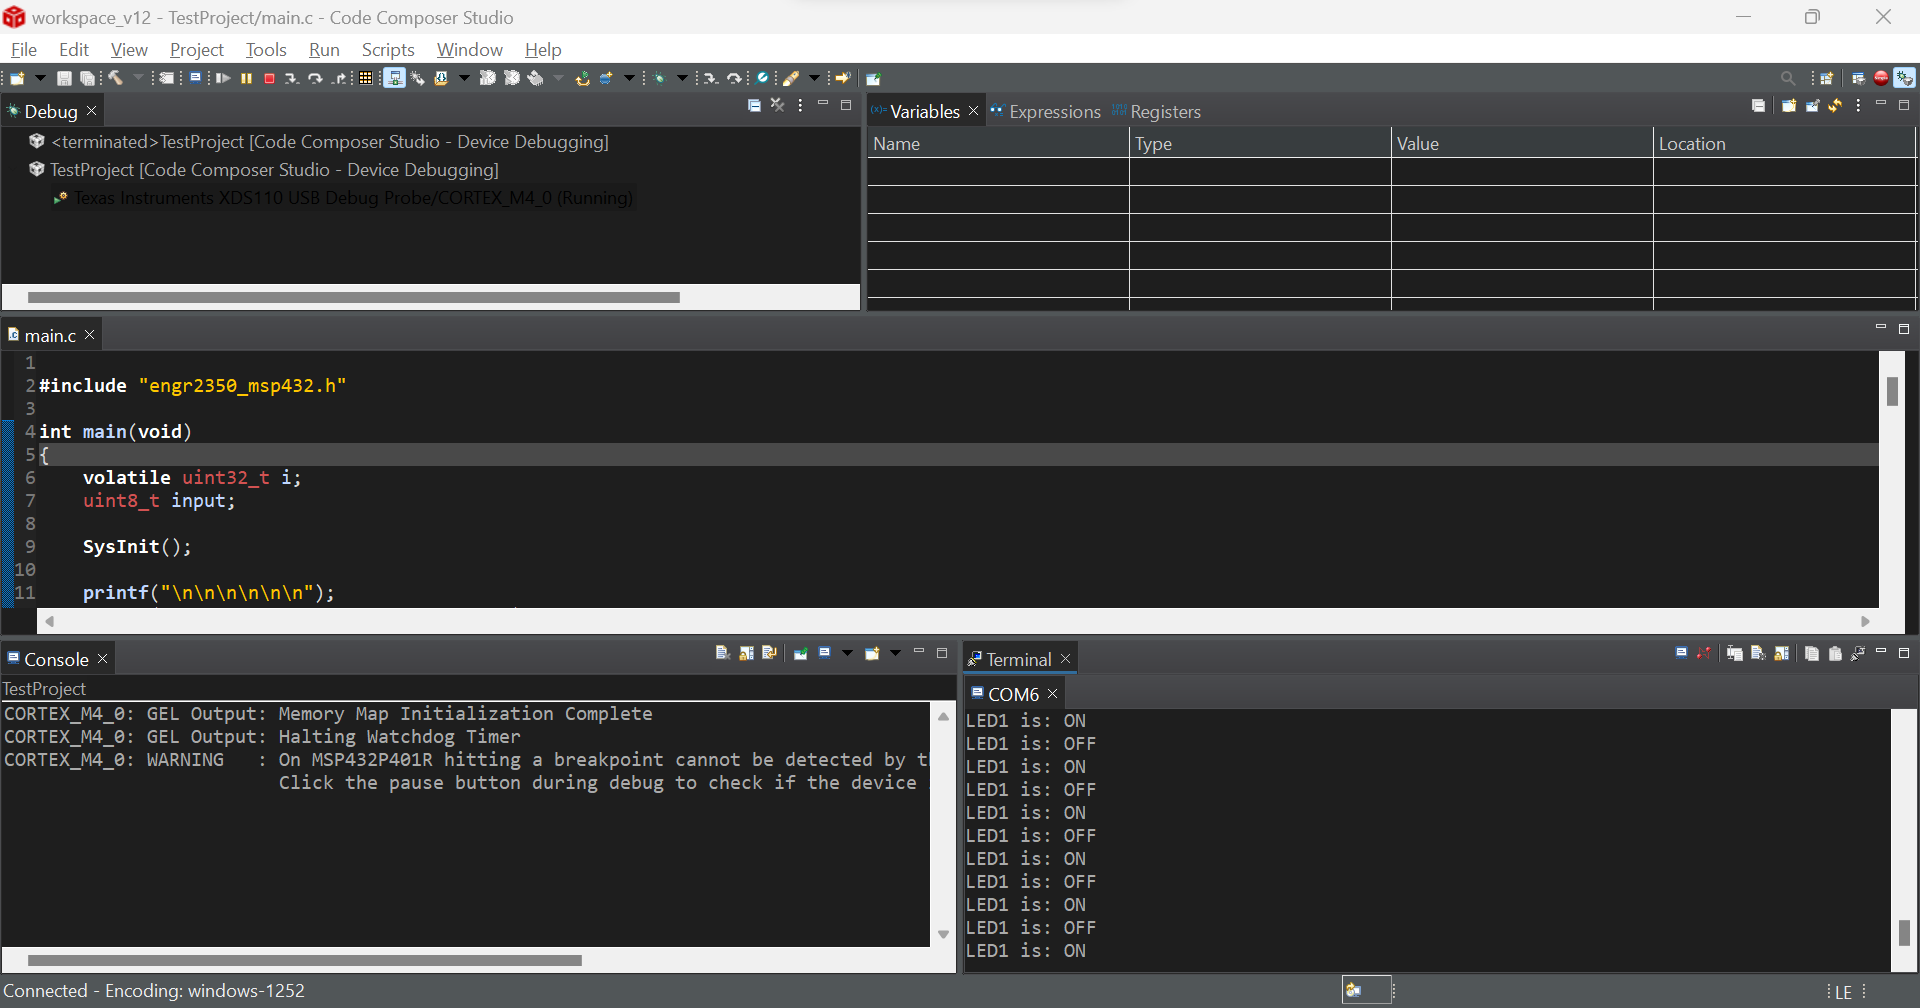 workspace_v12 - TestProject/main.c - Code Composer Studio
File Edit View Project Tools Run Scripts Window Help
Debug
<terminated>TestProject [Code Composer Studio - Device Debugging]
TestProject [Code Composer Studio - Device Debugging]
Texas Instruments XDS110 USB Debug Probe/CORTEX_M4_0 (Running)
(x)= Variables Expressions Registers
Name Type Value Location
main.c
1
2 #include "engr2350_msp432.h"
3
4 int main(void)
5 {
6 volatile uint32_t i;
7 uint8_t input;
8
9 SysInit();
10
11 printf("\n\n\n\n\n\n");
Console
TestProject
CORTEX_M4_0: GEL Output: Memory Map Initialization Complete
CORTEX_M4_0: GEL Output: Halting Watchdog Timer
CORTEX_M4_0: WARNING : On MSP432P401R hitting a breakpoint cannot be detected by
Click the pause button during debug to check if the device
Terminal
COM6
LED1 is: ON
LED1 is: OFF
LED1 is: ON
LED1 is: OFF
LED1 is: ON
LED1 is: OFF
LED1 is: ON
LED1 is: OFF
LED1 is: ON
LED1 is: OFF
LED1 is: ON
Connected - Encoding: windows-1252
LE